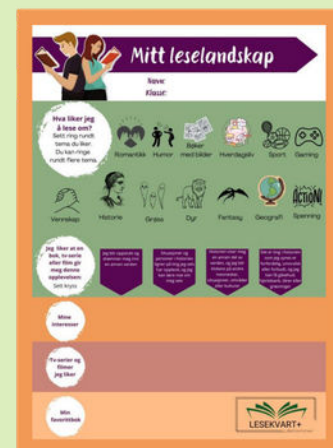 Mitt leselandskap
Navn:
Klasse:
Hva liker jeg
å lese om?
Sett ring rundt
tema du liker.
Du kan ringe
rundt flere tema.
Romantikk
Humor
Bøker
med bilder
Hverdagsliv
Sport
Gaming
Vennskap
Historie
Grøss
Dyr
Fantasy
Geografi
ACTION!
Spenning
Jeg liker at en
bok, tv-serie
eller film gir
meg denne
opplevelsen:
Sett kryss
Mine
interesser
Tv-serier og
filmer
jeg liker
Min
favorittbok
LESEKVART+